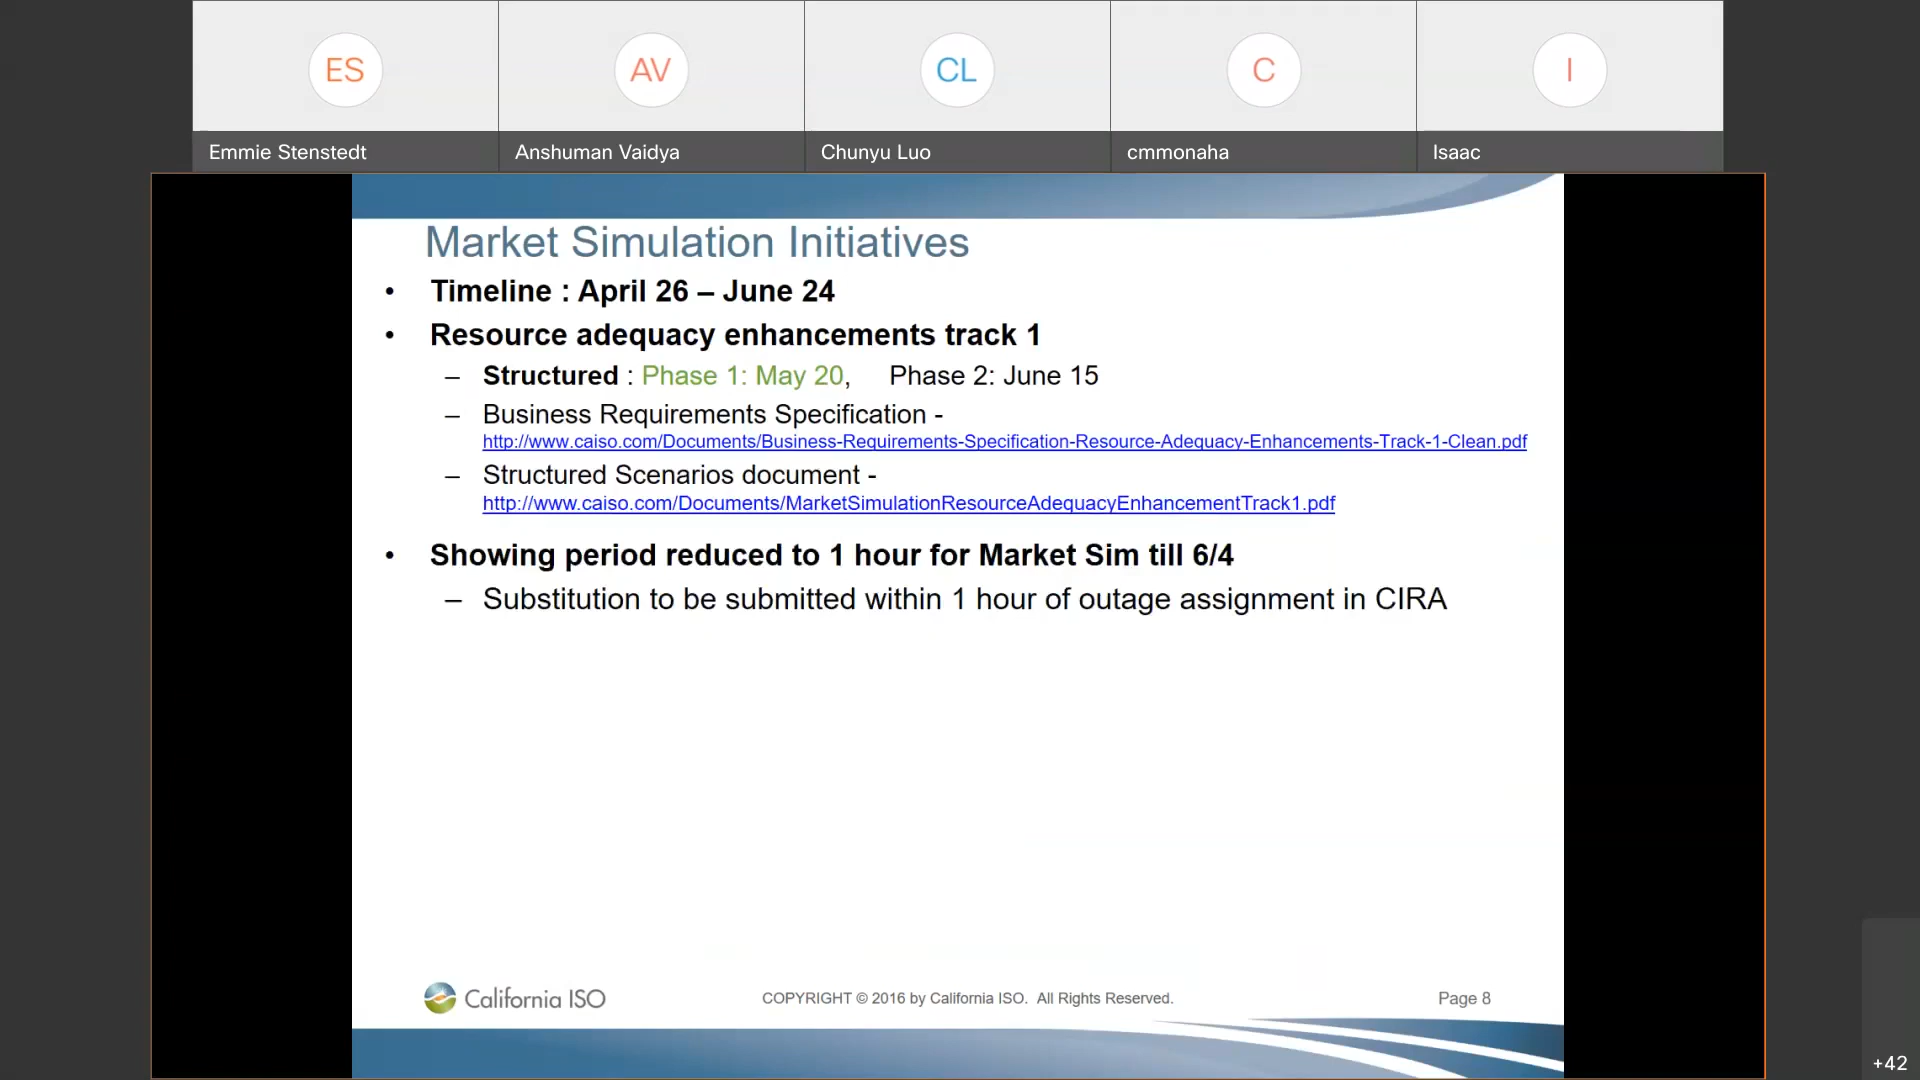 ES
AV
CL
C
I
Emmie Stenstedt
Anshuman Vaidya
Chunyu Luo
cmmonaha
Isaac
Market Simulation Initiatives
• Timeline : April 26 – June 24
• Resource adequacy enhancements track 1
– Structured : Phase 1: May 20, Phase 2: June 15
– Business Requirements Specification -
http://www.caiso.com/Documents/Business-Requirements-Specification-Resource-Adequacy-Enhancements-Track-1-Clean.pdf
– Structured Scenarios document -
http://www.caiso.com/Documents/MarketSimulationResourceAdequacyEnhancementTrack1.pdf
• Showing period reduced to 1 hour for Market Sim till 6/4
– Substitution to be submitted within 1 hour of outage assignment in CIRA
California ISO
COPYRIGHT © 2016 by California ISO. All Rights Reserved.
Page 8
+42